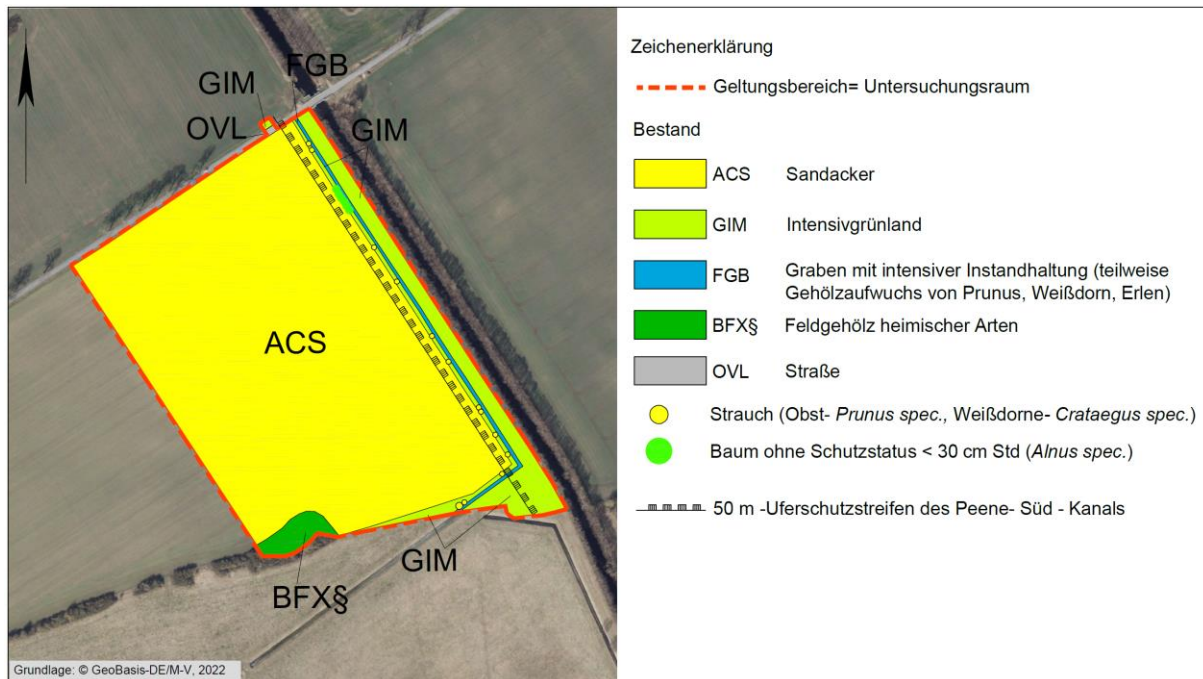 FGB
GIM
GIM
OVL
ACS
GIM
BFX§
Grundlage: © GeoBasis-DE/M-V, 2022
Zeichenerklärung
Geltungsbereich= Untersuchungsraum
Bestand
ACS Sandacker
GIM Intensivgrünland
FGB Graben mit intensiver Instandhaltung (teilweise
Gehölzaufwuchs von Prunus, Weißdorn, Erlen)
BFX§ Feldgehölz heimischer Arten
OVL Straße
Strauch (Obst- Prunus spec., Weißdorne- Crataegus spec.)
Baum ohne Schutzstatus < 30 cm Std (Alnus spec.)
50 m -Uferschutzstreifen des Peene- Süd - Kanals